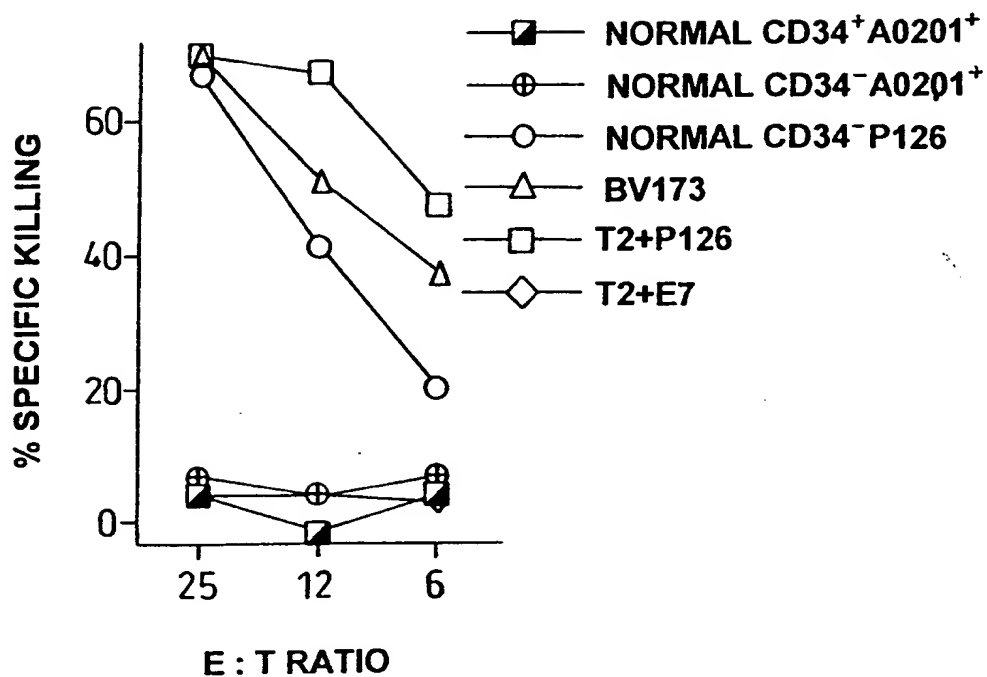 NORMAL CD34⁺A0201⁺
NORMAL CD34⁻A0201⁺
NORMAL CD34⁻P126
BV173
T2+P126
T2+E7
% SPECIFIC KILLING
60
40
20
0
25 12 6
E : T RATIO